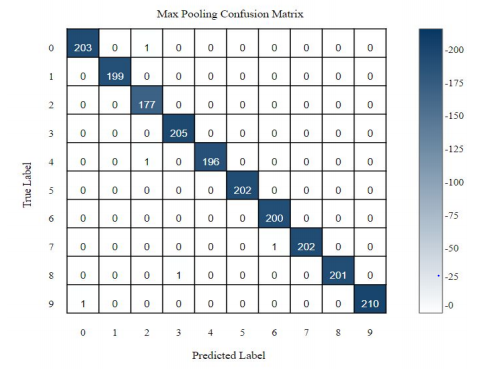 Max Pooling Confusion Matrix
0 203 0 1 0 0 0 0 0 0 0 -200
1 0 199 0 0 0 0 0 0 0 0 -175
2 0 0 177 0 0 0 0 0 0 0
3 0 0 0 205 0 0 0 0 0 0 -150
4 0 0 1 0 196 0 0 0 0 0 -125
True Label
5 0 0 0 0 0 202 0 0 0 0 -100
6 0 0 0 0 0 0 200 0 0 0 -75
7 0 0 0 0 0 0 1 202 0 0 -50
8 0 0 0 1 0 0 0 0 201 0 -25
9 1 0 0 0 0 0 0 0 0 210 -0
0 1 2 3 4 5 6 7 8 9
Predicted Label